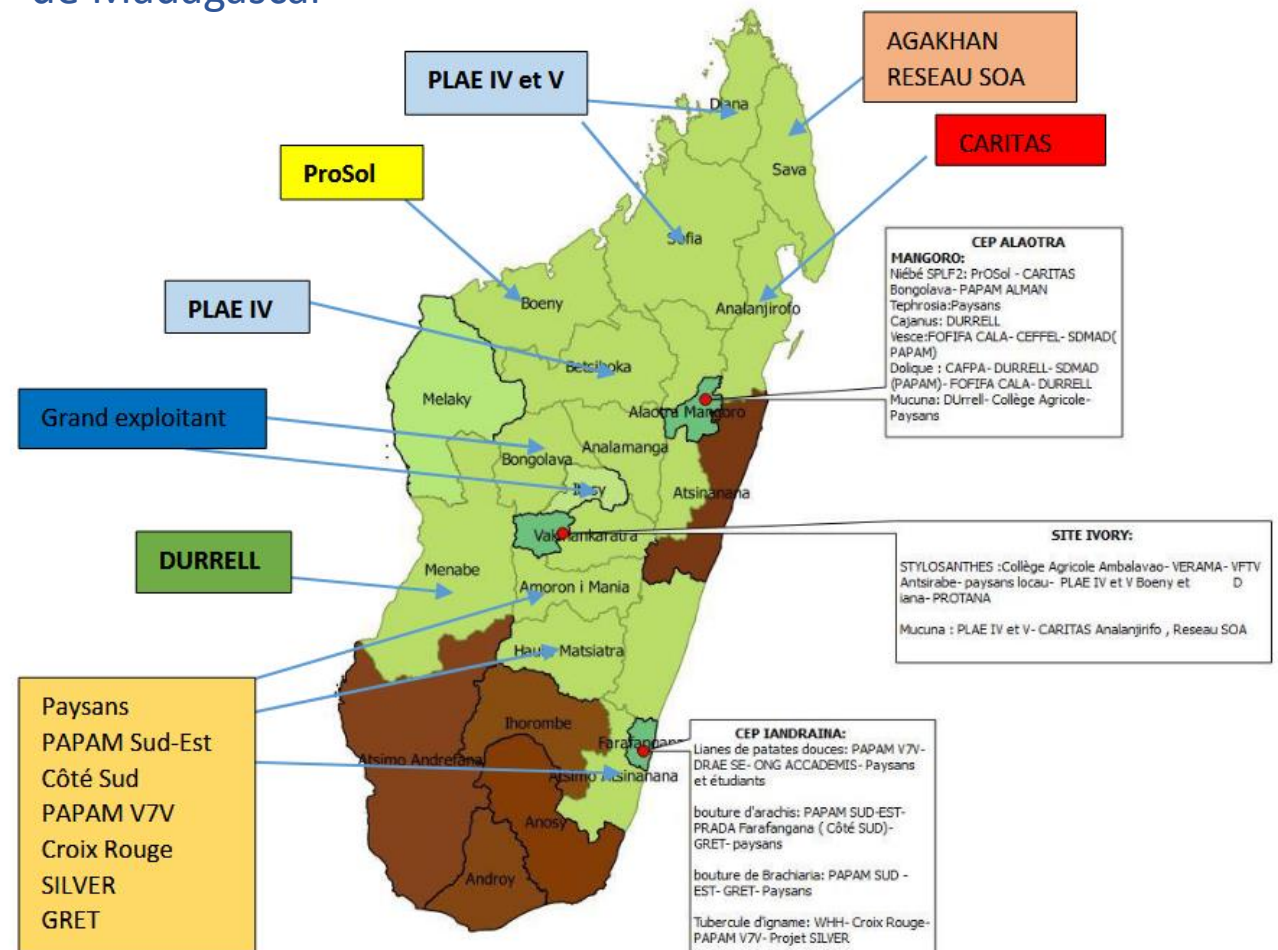 de Madagascar
AGAKHAN
RESEAU SOA
PLAE IV et V
CARITAS
ProSol
PLAE IV
Grand exploitant
DURRELL
Paysans
PAPAM Sud-Est
Côté Sud
PAPAM V7V
Croix Rouge
SILVER
GRET
Diana
Sava
Sofia
Analanjirofo
Boeny
Betsiboka
Melaky
Alaotra Mangoro
Analamanga
Bongolava
Itasy
Atsinanana
Vakinankaratra
Menabe
Amoron i Mania
Haute Matsiatra
Ihorombe
Farafangana
Atsimo Andrefana
Atsimo Atsinanana
Anosy
Androy
CEP ALAOTRA
MANGORO:
Niébé SPLF2: PrOSol - CARITAS
Bongolava- PAPAM ALMAN
Tephrosia:Paysans
Cajanus: DURRELL
Vesce:FOFIFA CALA- CEFFEL- SDMAD(
PAPAM)
Dolique : CAFPA- DURRELL- SDMAD
(PAPAM)- FOFIFA CALA- DURRELL
Mucuna: DUrrell- Collège Agricole-
Paysans
SITE IVORY:
STYLOSANTHES :Collège Agricole Ambalavao- VERAMA- VFTV
Antsirabe- paysans locau- PLAE IV et V Boeny et D
iana- PROTANA
Mucuna : PLAE IV et V- CARITAS Analanjirifo , Reseau SOA
CEP IANDRAINA:
Lianes de patates douces: PAPAM V7V-
DRAE SE- ONG ACCADEMIS- Paysans
et étudiants
bouture d'arachis: PAPAM SUD-EST-
PRADA Farafangana ( Côté SUD)-
GRET- paysans
bouture de Brachiaria: PAPAM SUD -
EST- GRET- Paysans
Tubercule d'igname: WHH- Croix Rouge-
PAPAM V7V- Projet SILVER